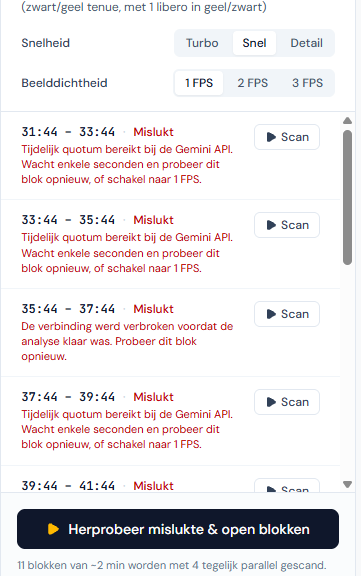 (zwart/geel tenue, met 1 libero in geel/zwart)
Snelheid Turbo Snel Detail
Beelddichtheid 1 FPS 2 FPS 3 FPS
31:44 – 33:44 · Mislukt Scan
Tijdelijk quotum bereikt bij de Gemini API.
Wacht enkele seconden en probeer dit
blok opnieuw, of schakel naar 1 FPS.
33:44 – 35:44 · Mislukt Scan
Tijdelijk quotum bereikt bij de Gemini API.
Wacht enkele seconden en probeer dit
blok opnieuw, of schakel naar 1 FPS.
35:44 – 37:44 · Mislukt Scan
De verbinding werd verbroken voordat de
analyse klaar was. Probeer dit blok
opnieuw.
37:44 – 39:44 · Mislukt Scan
Tijdelijk quotum bereikt bij de Gemini API.
Wacht enkele seconden en probeer dit
blok opnieuw, of schakel naar 1 FPS.
39:44 – 41:44 · Mislukt Scan
Herprobeer mislukte & open blokken
11 blokken van ~2 min worden met 4 tegelijk parallel gescand.